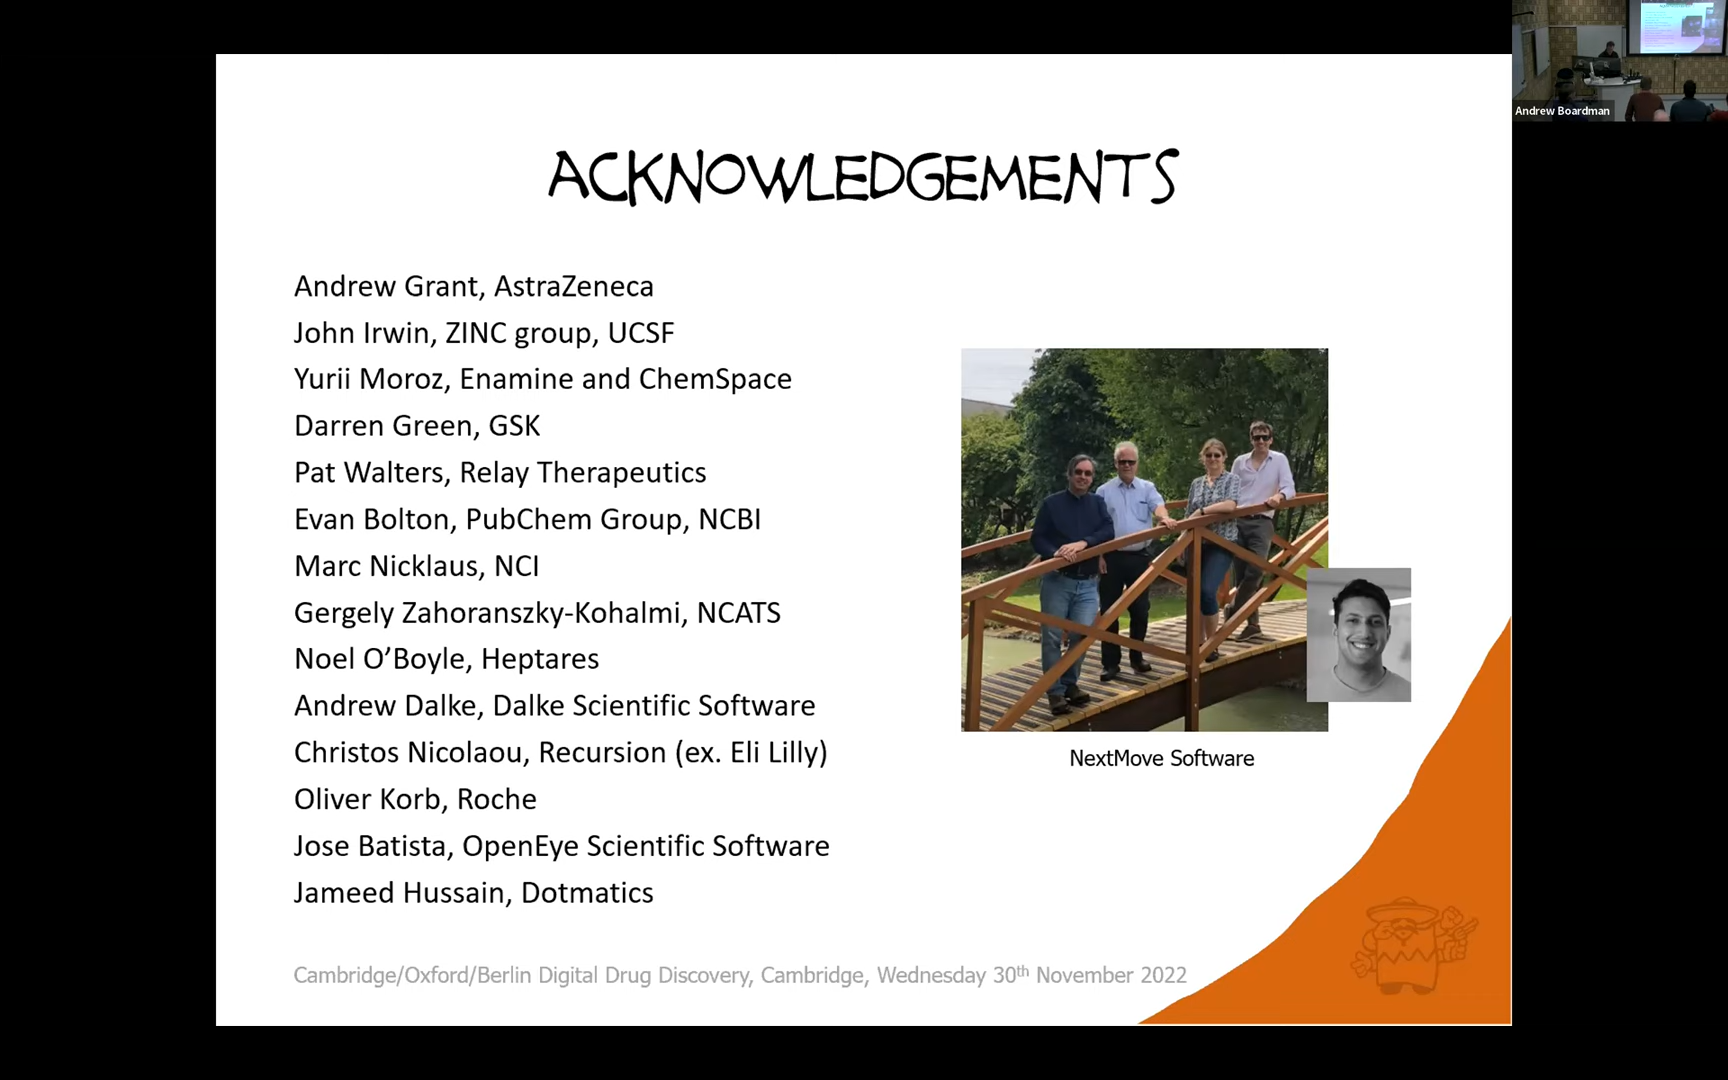 Andrew Boardman
ACKNOWLEDGEMENTS
Andrew Grant, AstraZeneca
John Irwin, ZINC group, UCSF
Yurii Moroz, Enamine and ChemSpace
Darren Green, GSK
Pat Walters, Relay Therapeutics
Evan Bolton, PubChem Group, NCBI
Marc Nicklaus, NCI
Gergely Zahoranszky-Kohalmi, NCATS
Noel O’Boyle, Heptares
Andrew Dalke, Dalke Scientific Software
Christos Nicolaou, Recursion (ex. Eli Lilly)
Oliver Korb, Roche
Jose Batista, OpenEye Scientific Software
Jameed Hussain, Dotmatics
NextMove Software
Cambridge/Oxford/Berlin Digital Drug Discovery, Cambridge, Wednesday 30th November 2022